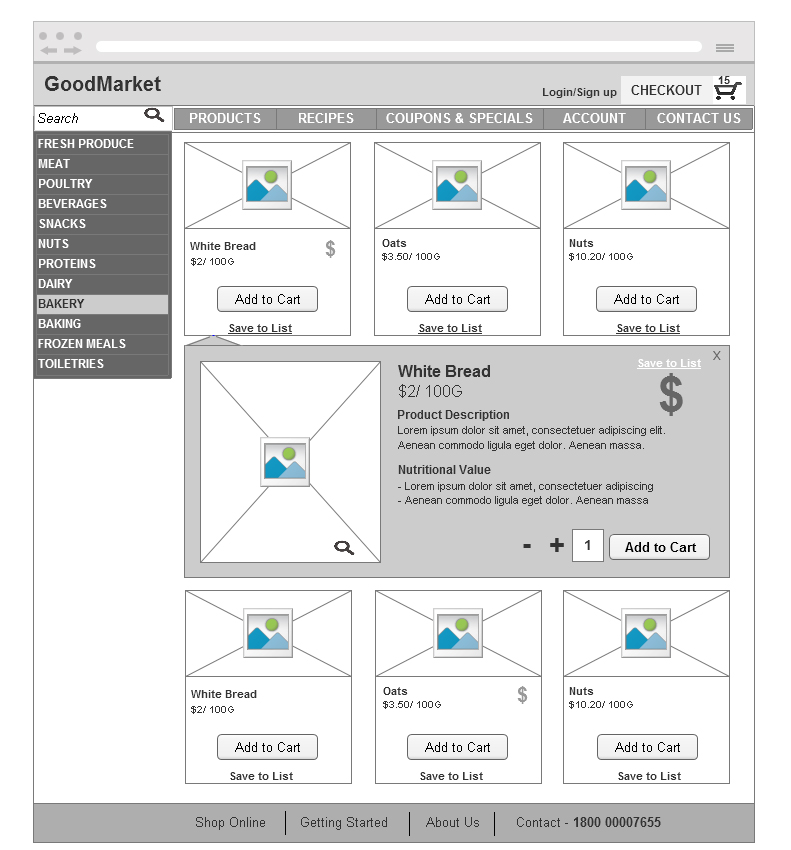 GoodMarket
Login/Sign up
CHECKOUT
15
Search
PRODUCTS
RECIPES
COUPONS & SPECIALS
ACCOUNT
CONTACT US
FRESH PRODUCE
MEAT
POULTRY
BEVERAGES
SNACKS
NUTS
PROTEINS
DAIRY
BAKERY
BAKING
FROZEN MEALS
TOILETRIES
White Bread
$2/ 100G
$
Add to Cart
Save to List
Oats
$3.50/ 100G
Add to Cart
Save to List
Nuts
$10.20/ 100G
Add to Cart
Save to List
Save to List
X
$
White Bread
$2/ 100G
Product Description
Lorem ipsum dolor sit amet, consectetuer adipiscing elit.
Aenean commodo ligula eget dolor. Aenean massa.
Nutritional Value
- Lorem ipsum dolor sit amet, consectetuer adipiscing
- Aenean commodo ligula eget dolor. Aenean massa
- + 1 Add to Cart
White Bread
$2/ 100G
Add to Cart
Save to List
Oats
$3.50/ 100G
$
Add to Cart
Save to List
Nuts
$10.20/ 100G
Add to Cart
Save to List
Shop Online
Getting Started
About Us
Contact - 1800 00007655